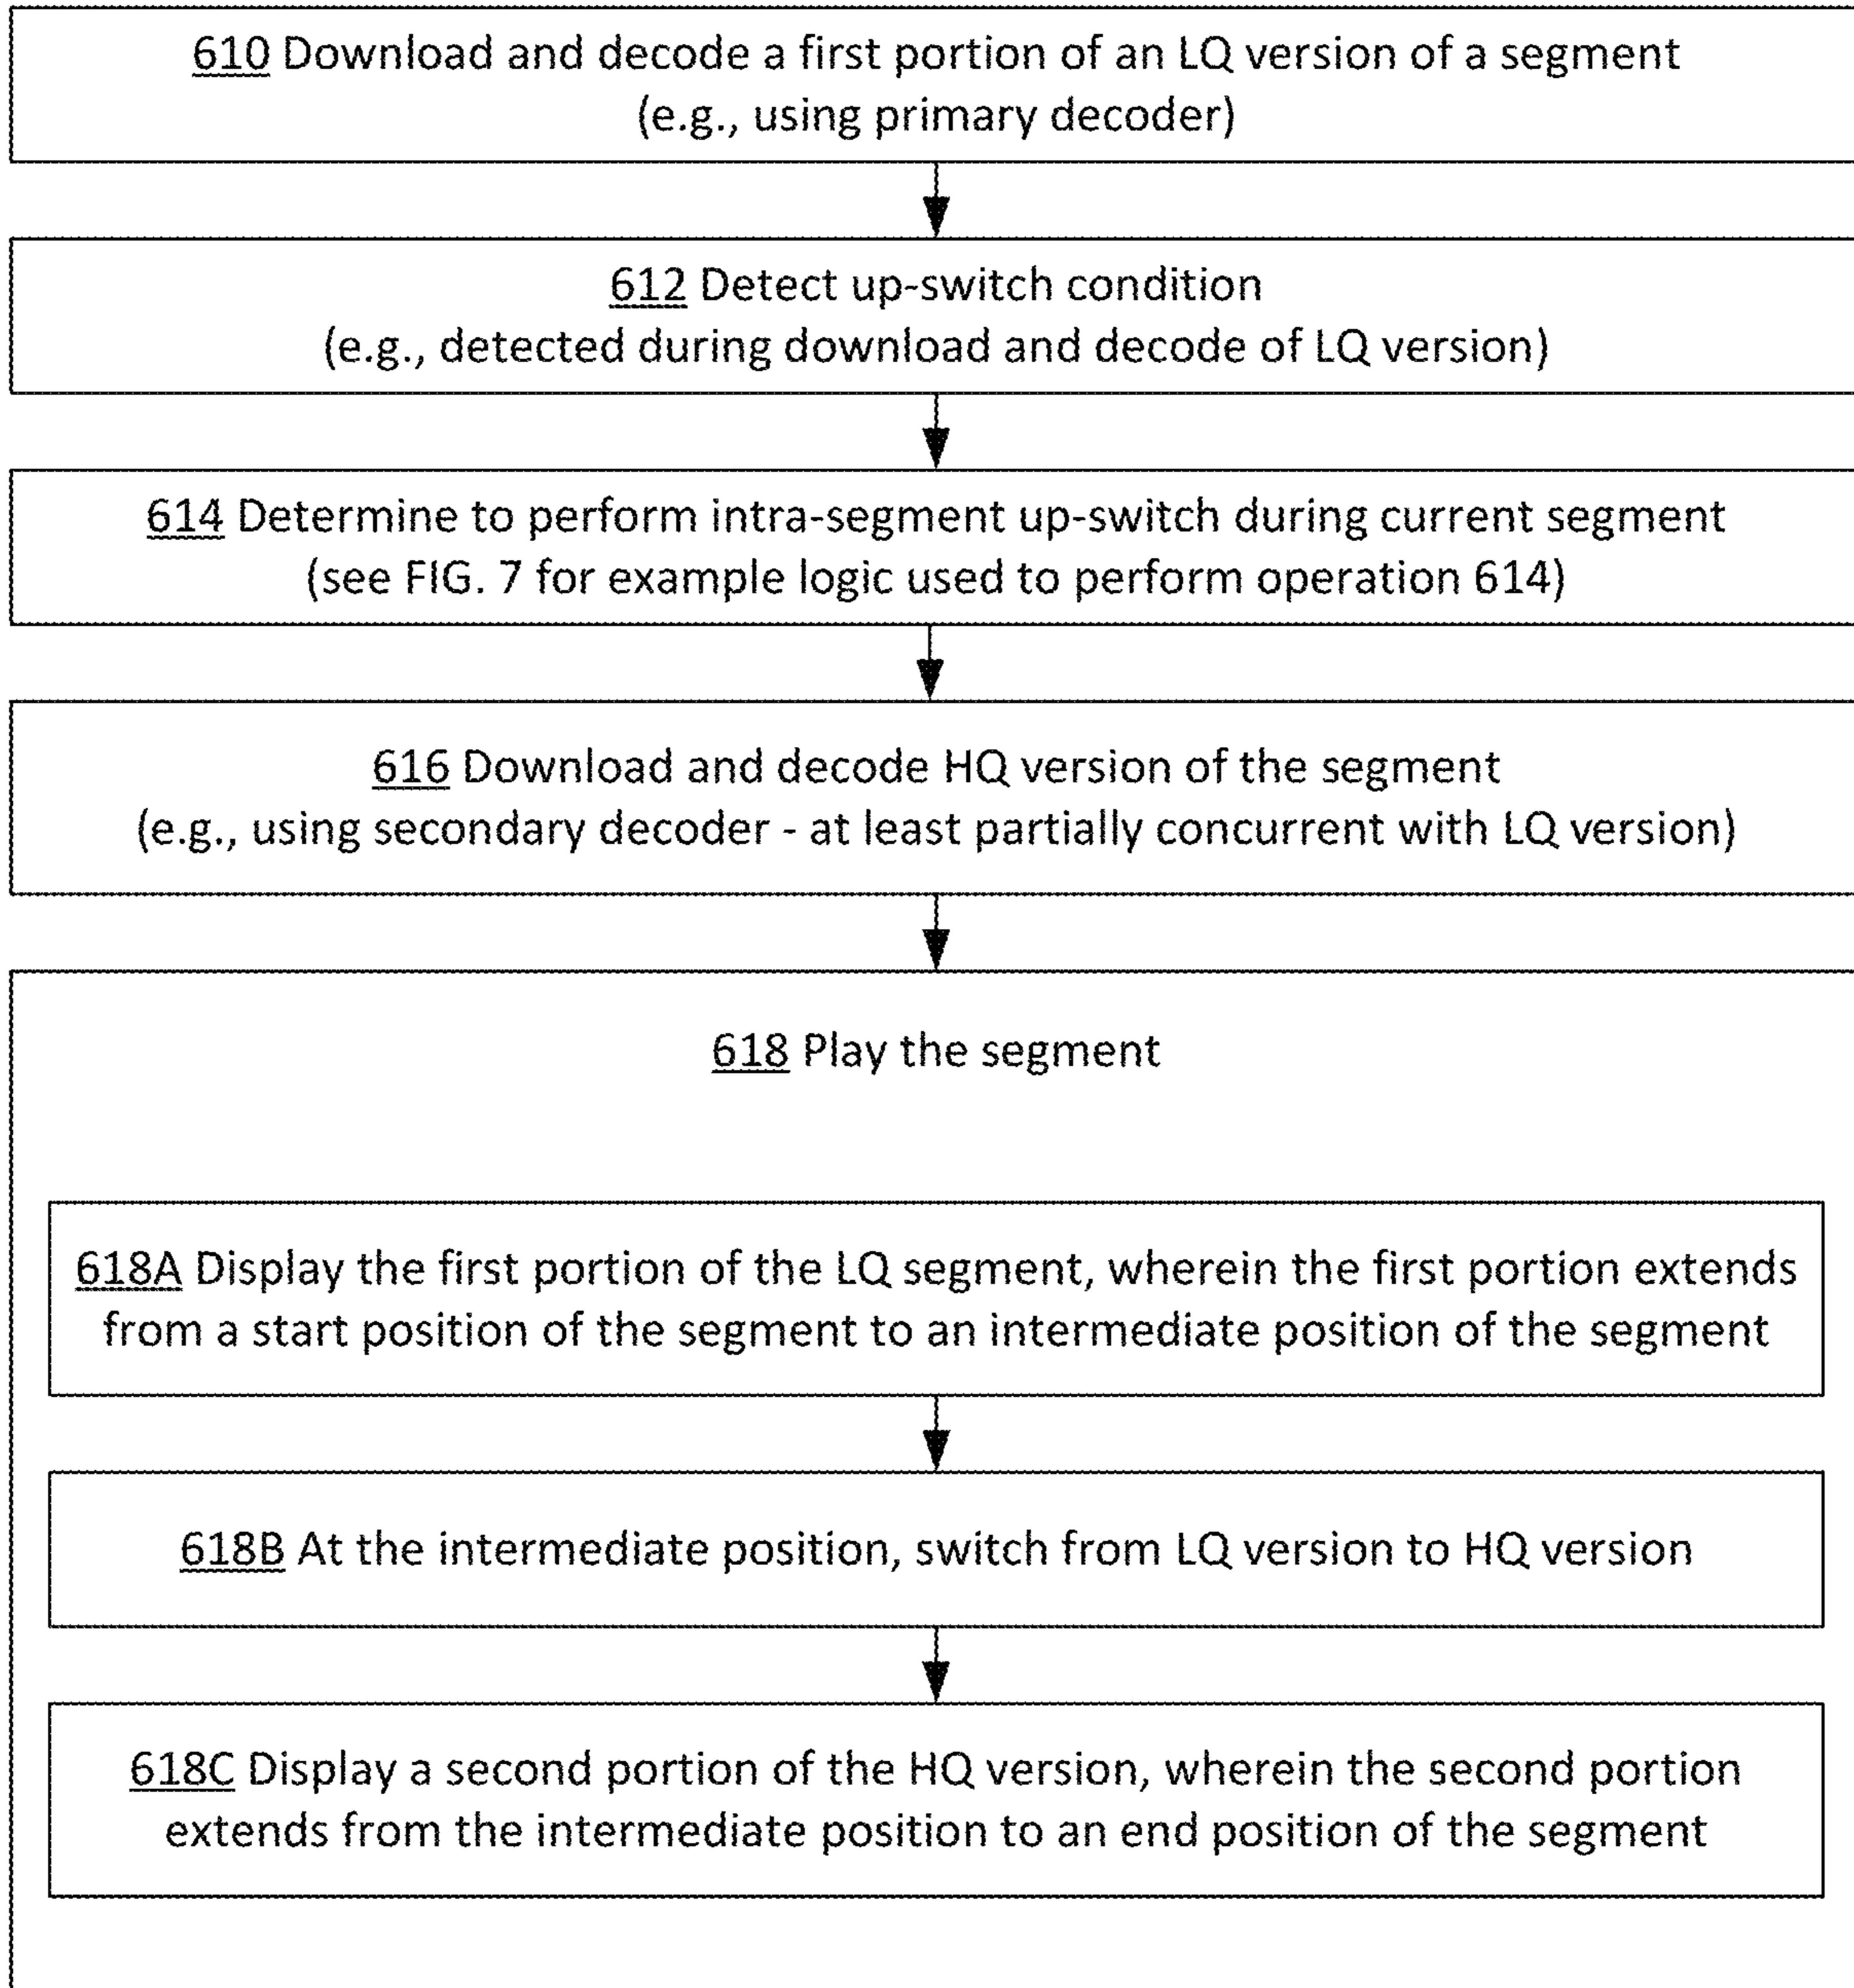 610 Download and decode a first portion of an LQ version of a segment
(e.g., using primary decoder)
612 Detect up-switch condition
(e.g., detected during download and decode of LQ version)
614 Determine to perform intra-segment up-switch during current segment
(see FIG. 7 for example logic used to perform operation 614)
616 Download and decode HQ version of the segment
(e.g., using secondary decoder - at least partially concurrent with LQ version)
618 Play the segment
618A Display the first portion of the LQ segment, wherein the first portion extends
from a start position of the segment to an intermediate position of the segment
618B At the intermediate position, switch from LQ version to HQ version
618C Display a second portion of the HQ version, wherein the second portion
extends from the intermediate position to an end position of the segment